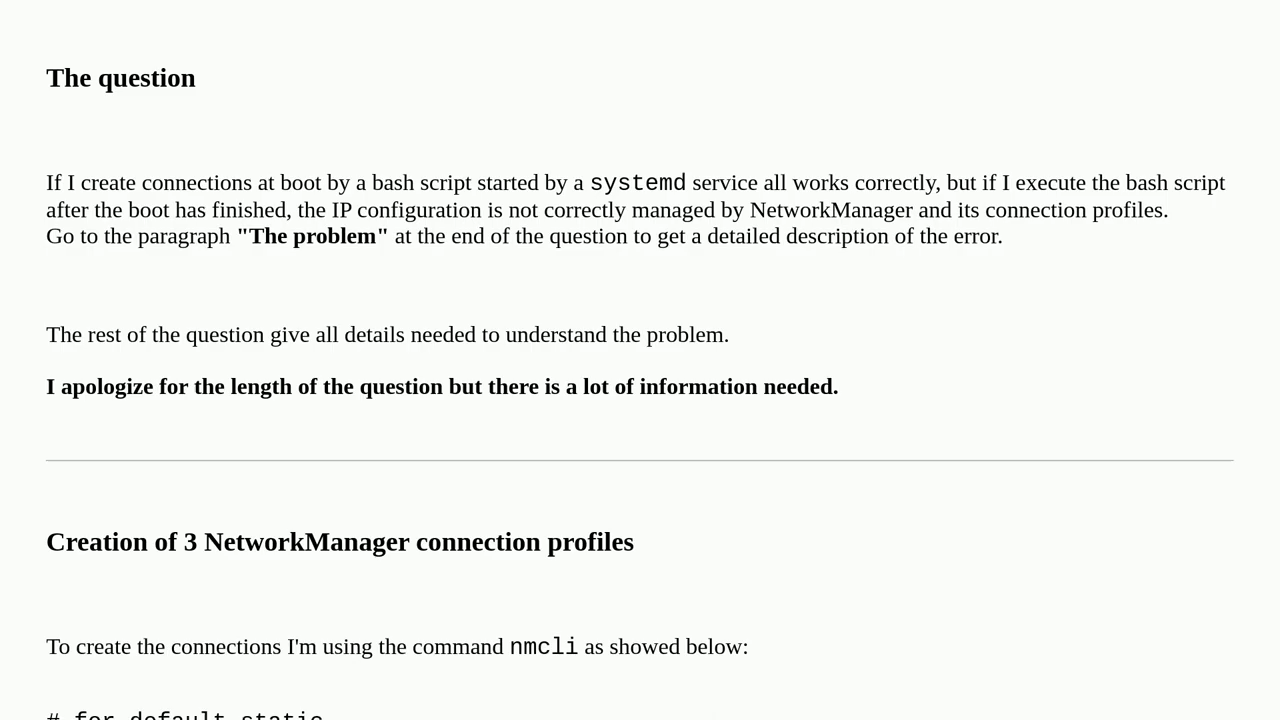 The question
If I create connections at boot by a bash script started by a systemd service all works correctly, but if I execute the bash script
after the boot has finished, the IP configuration is not correctly managed by NetworkManager and its connection profiles.
Go to the paragraph "The problem" at the end of the question to get a detailed description of the error.
The rest of the question give all details needed to understand the problem.
I apologize for the length of the question but there is a lot of information needed.
Creation of 3 NetworkManager connection profiles
To create the connections I'm using the command nmcli as showed below:
# for default static